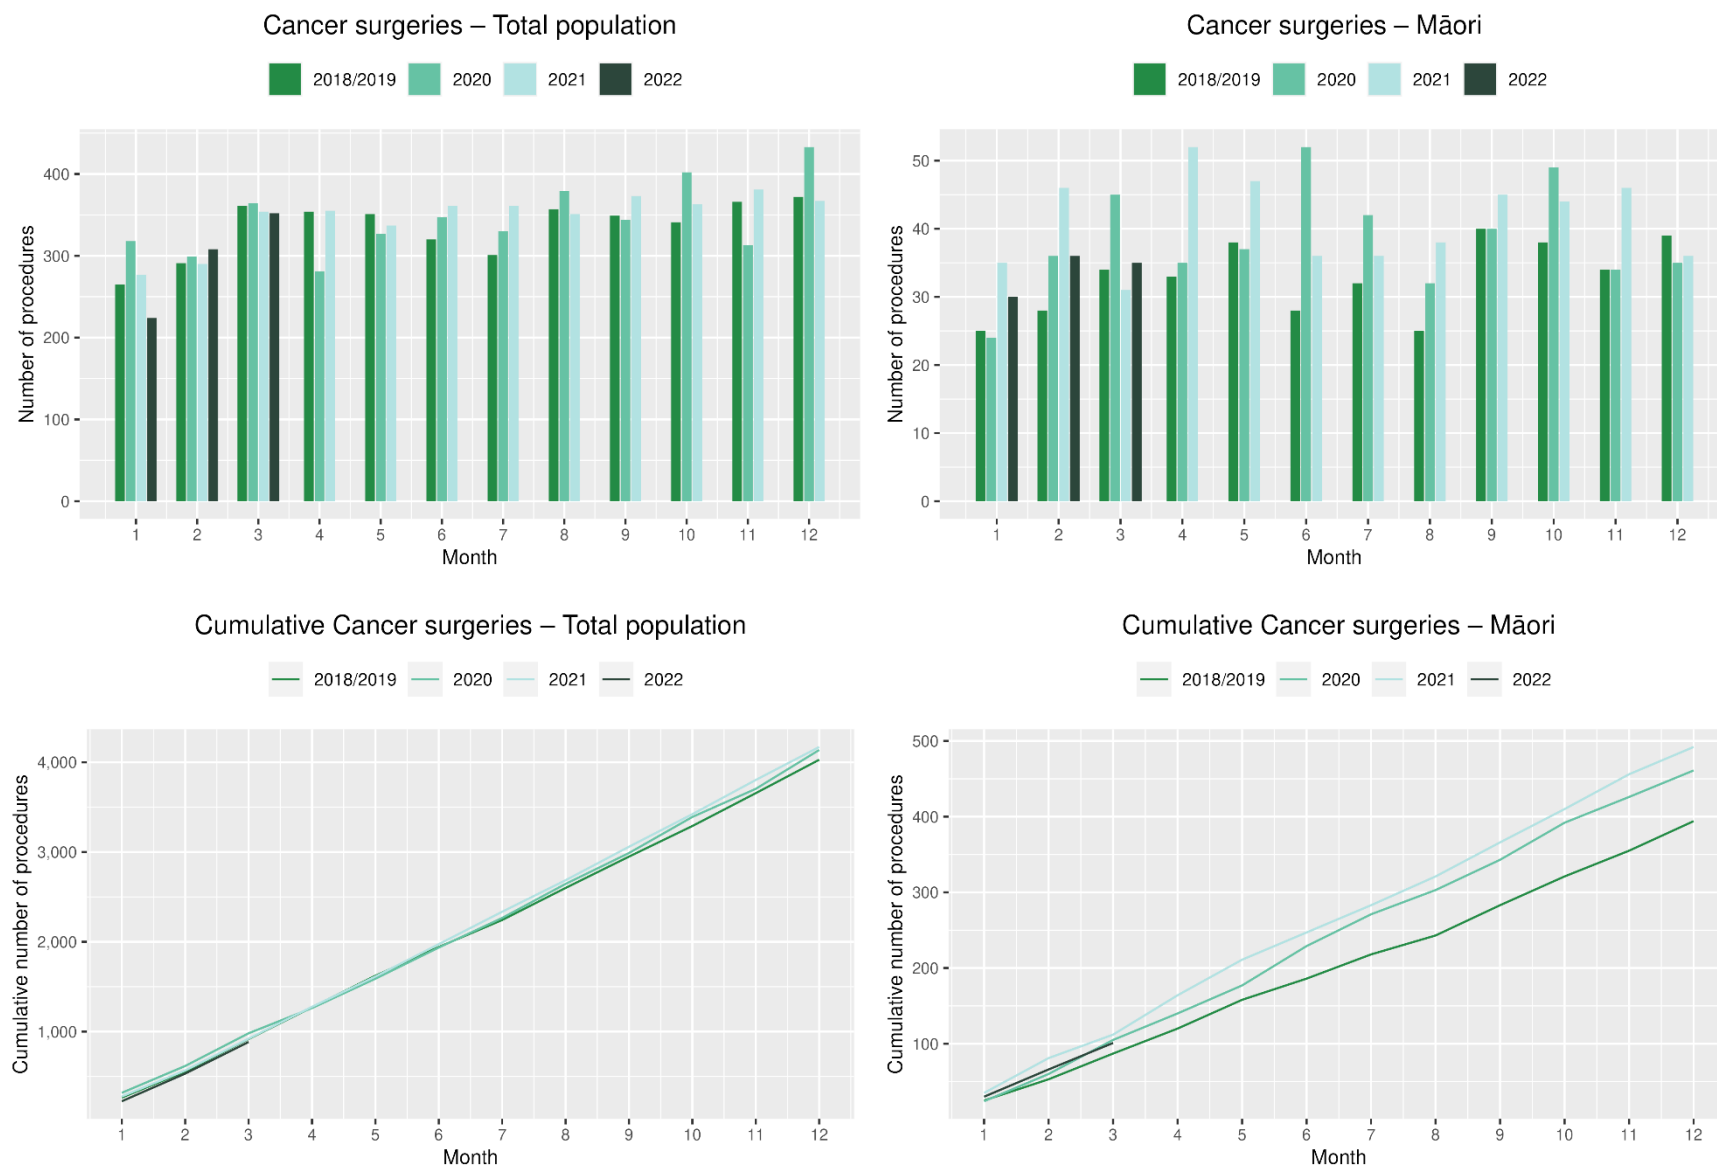 Cancer surgeries – Total population
2018/2019 2020 2021 2022
Number of procedures
400
300
200
100
0
1 2 3 4 5 6 7 8 9 10 11 12
Month
Cancer surgeries – Māori
2018/2019 2020 2021 2022
Number of procedures
50
40
30
20
10
0
1 2 3 4 5 6 7 8 9 10 11 12
Month
Cumulative Cancer surgeries – Total population
2018/2019 2020 2021 2022
Cumulative number of procedures
4,000
3,000
2,000
1,000
1 2 3 4 5 6 7 8 9 10 11 12
Month
Cumulative Cancer surgeries – Māori
2018/2019 2020 2021 2022
Cumulative number of procedures
500
400
300
200
100
1 2 3 4 5 6 7 8 9 10 11 12
Month